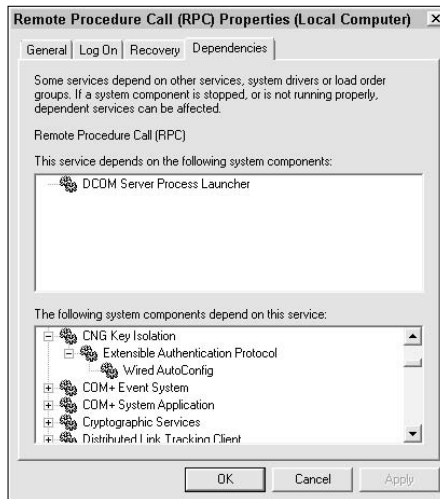 Remote Procedure Call (RPC) Properties (Local Computer)
General
Log On
Recovery
Dependencies
Some services depend on other services, system drivers or load order
groups. If a system component is stopped, or is not running properly,
dependent services can be affected.
Remote Procedure Call (RPC)
This service depends on the following system components:
DCOM Server Process Launcher
The following system components depend on this service:
CNG Key Isolation
Extensible Authentication Protocol
Wired AutoConfig
COM+ Event System
COM+ System Application
Cryptographic Services
Distributed Link Tracking Client
OK
Cancel
Apply